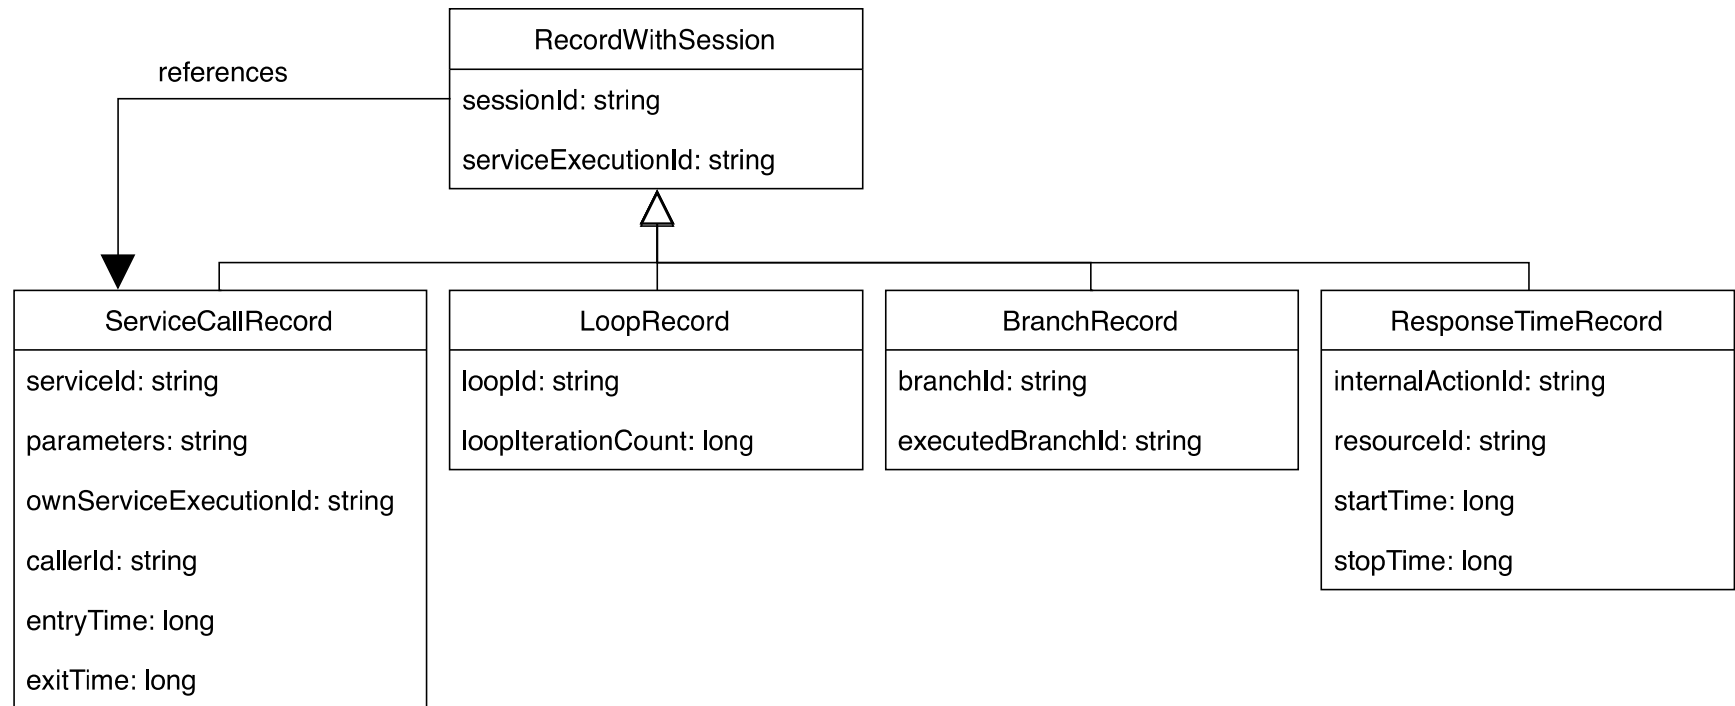 RecordWithSession
references
sessionId: string
serviceExecutionId: string
ServiceCallRecord
serviceId: string
parameters: string
ownServiceExecutionId: string
callerId: string
entryTime: long
exitTime: long
LoopRecord
loopId: string
loopIterationCount: long
BranchRecord
branchId: string
executedBranchId: string
ResponseTimeRecord
internalActionId: string
resourceId: string
startTime: long
stopTime: long